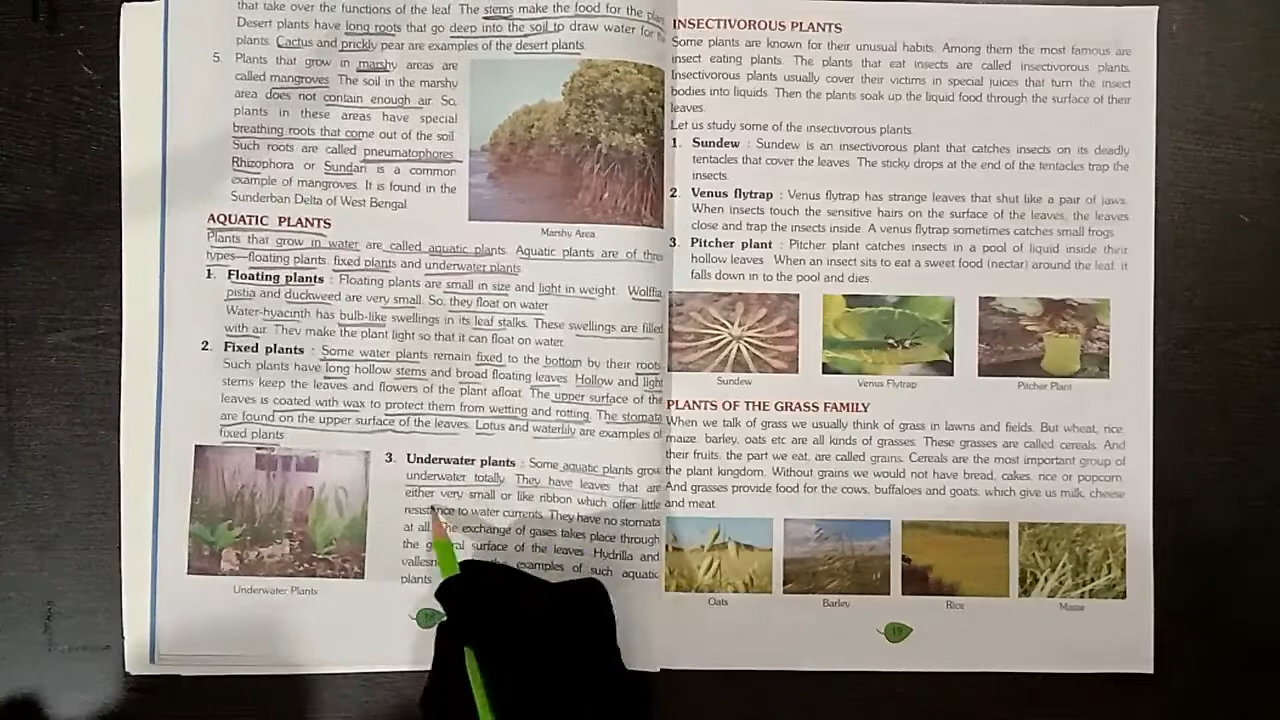 that take over the functions of the leaf. The stems make the food for the
Desert plants have long roots that go deep into the soil to draw water for
plants. Cactus and prickly pear are examples of the desert plants.
5. Plants that grow in marshy areas are
called mangroves. The soil in the marshy
area does not contain enough air. So,
plants in these areas have special
breathing roots that come out of the soil.
Such roots are called pneumatophores.
Rhizophora or Sundari is a common
example of mangroves. It is found in the
Sunderban Delta of West Bengal
Marshy Area
AQUATIC PLANTS
Plants that grow in water are called aquatic plants. Aquatic plants are of three
types—floating plants, fixed plants and underwater plants.
1. Floating plants : Floating plants are small in size and light in weight. Wolffia,
pistia and duckweed are very small. So, they float on water.
Water-hyacinth has bulb-like swellings in its leaf stalks. These swellings are filled
with air. They make the plant light so that it can float on water.
2. Fixed plants : Some water plants remain fixed to the bottom by their roots.
Such plants have long hollow stems and broad floating leaves. Hollow and light
stems keep the leaves and flowers of the plant afloat. The upper surface of the
leaves is coated with wax to protect them from wetting and rotting. The stomata
are found on the upper surface of the leaves. Lotus and waterlily are examples of
fixed plants.
3. Underwater plants : Some aquatic plants grow
underwater totally. They have leaves that are
either very small or like ribbon which offer little
resistance to water currents. They have no stomata
at all. The exchange of gases takes place through
the surface of the leaves. Hydrilla and
examples of such aquatic
plants.
Underwater Plants
18
INSECTIVOROUS PLANTS
Some plants are known for their unusual habits. Among them the most famous are
insect eating plants. The plants that eat insects are called insectivorous plants.
Insectivorous plants usually cover their victims in special juices that turn the insect
bodies into liquids. Then the plants soak up the liquid food through the surface of their
leaves.
Let us study some of the insectivorous plants.
1. Sundew : Sundew is an insectivorous plant that catches insects on its deadly
tentacles that cover the leaves. The sticky drops at the end of the tentacles trap the
insects.
2. Venus flytrap : Venus flytrap has strange leaves that shut like a pair of jaws.
When insects touch the sensitive hairs on the surface of the leaves, the leaves
close and trap the insects inside. A venus flytrap sometimes catches small frogs.
3. Pitcher plant : Pitcher plant catches insects in a pool of liquid inside their
hollow leaves. When an insect sits to eat a sweet food (nectar) around the leaf, it
falls down in to the pool and dies.
Sundew
Venus Flytrap
Pitcher Plant
PLANTS OF THE GRASS FAMILY
When we talk of grass we usually think of grass in lawns and fields. But wheat, rice,
maize, barley, oats etc are all kinds of grasses. These grasses are called cereals. And
their fruits, the part we eat, are called grains. Cereals are the most important group of
the plant kingdom. Without grains we would not have bread, cakes, rice or popcorn.
And grasses provide food for the cows, buffaloes and goats, which give us milk, cheese
and meat.
Oats
Barley
Rice
Maize
19